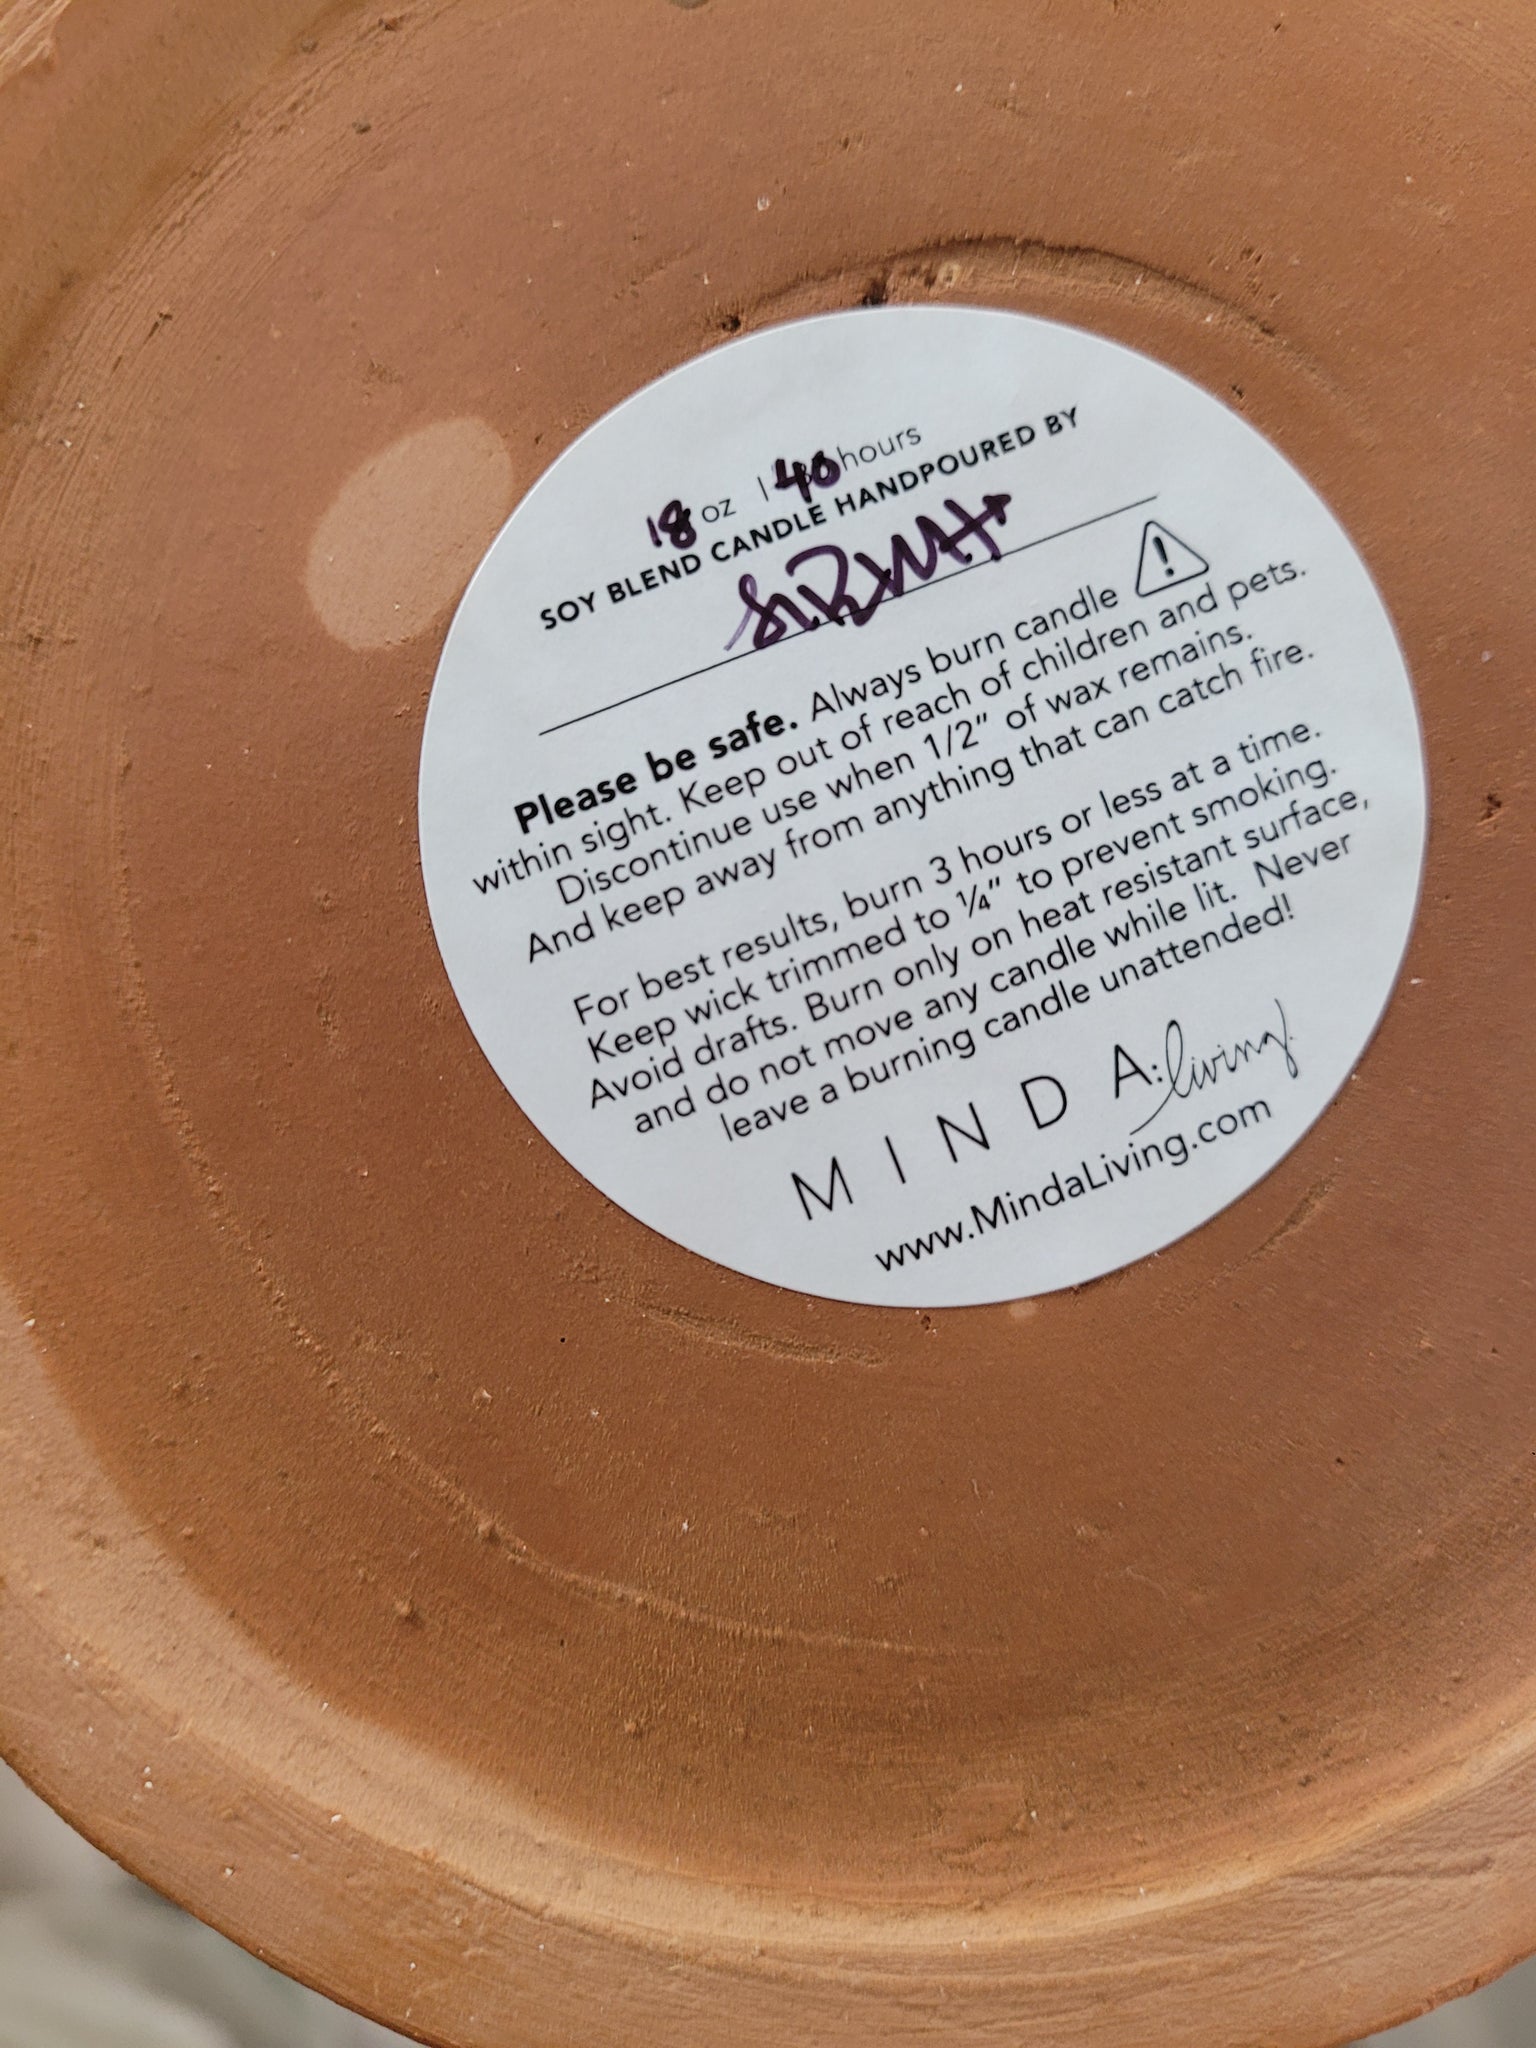 18 oz | 40 hours
SOY BLEND CANDLE HANDPOURED BY
Please be safe. Always burn candle
within sight. Keep out of reach of children and pets.
Discontinue use when 1/2” of wax remains.
And keep away from anything that can catch fire.
For best results, burn 3 hours or less at a time.
Keep wick trimmed to ¼” to prevent smoking.
Avoid drafts. Burn only on heat resistant surface,
and do not move any candle while lit. Never
leave a burning candle unattended!
MINDA:living
www.MindaLiving.com